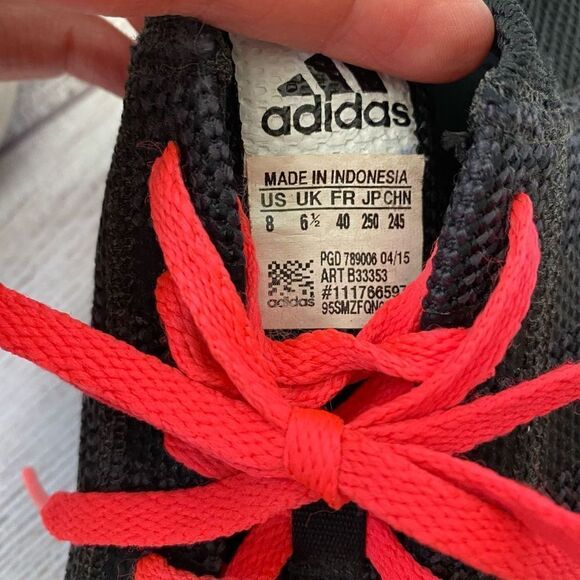 adidas
MADE IN INDONESIA
US UK FR JP CHN
8 6½ 40 250 245
PGD 789006 04/15
ART B33353
adidas